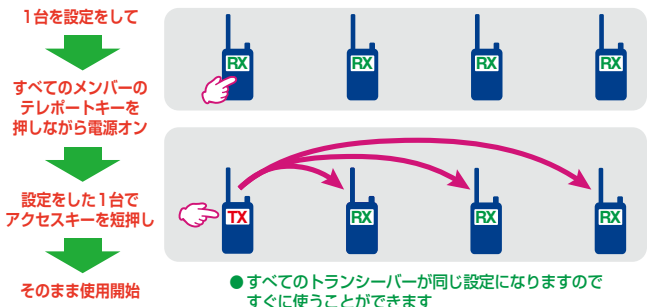 1台を設定をして
すべてのメンバーの
テレポートキーを
押しながら電源オン
設定をした1台で
アクセスキーを短押し
そのまま使用開始
RX
RX
RX
RX
TX
RX
RX
RX
●すべてのトランシーバーが同じ設定になりますので
すぐに使うことができます